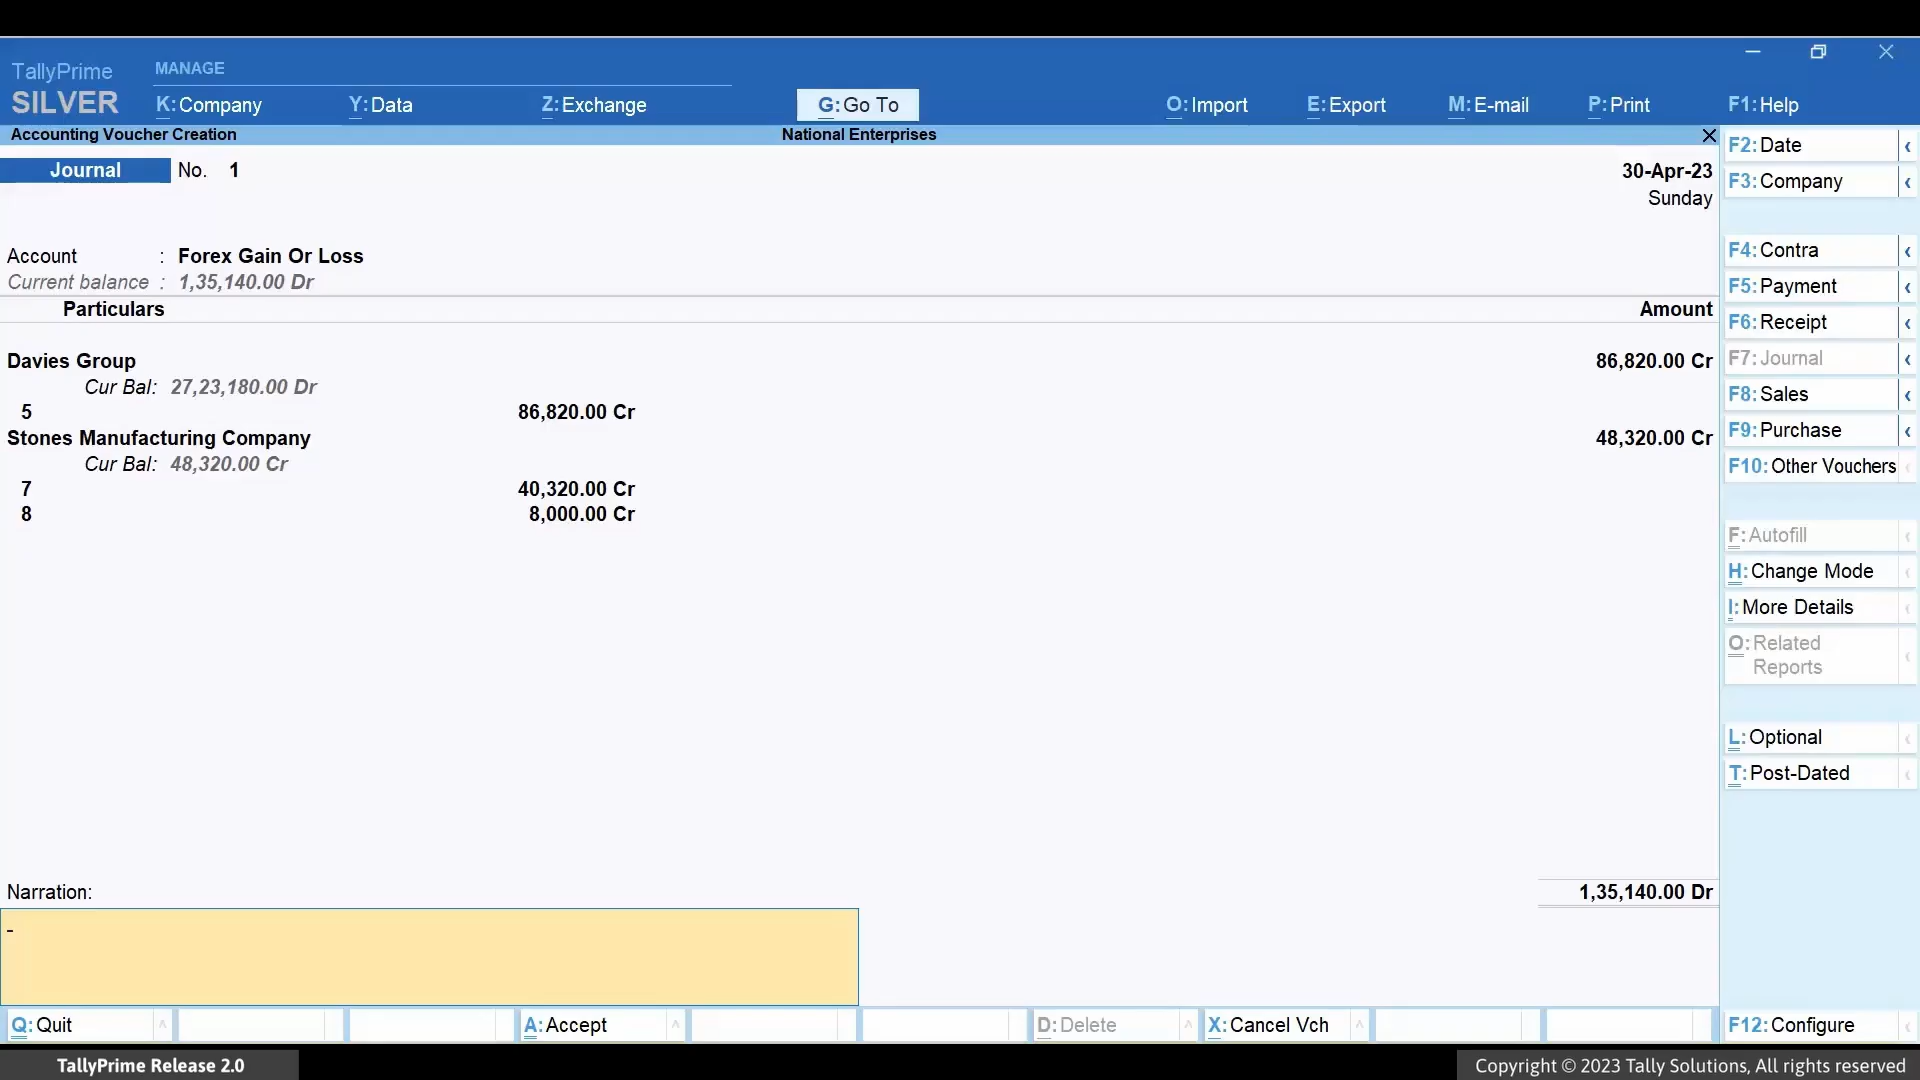 TallyPrime
SILVER
MANAGE
K: Company
Y: Data
Z: Exchange
G: Go To
O: Import
E: Export
M: E-mail
P: Print
F1: Help
Accounting Voucher Creation
National Enterprises
Journal No. 1
30-Apr-23
Sunday
Account : Forex Gain Or Loss
Current balance : 1,35,140.00 Dr
Particulars Amount
Davies Group 86,820.00 Cr
Cur Bal: 27,23,180.00 Dr
5 86,820.00 Cr
Stones Manufacturing Company 48,320.00 Cr
Cur Bal: 48,320.00 Cr
7 40,320.00 Cr
8 8,000.00 Cr
Narration: 1,35,140.00 Dr
F2: Date
F3: Company
F4: Contra
F5: Payment
F6: Receipt
F7: Journal
F8: Sales
F9: Purchase
F10: Other Vouchers
F: Autofill
H: Change Mode
I: More Details
O: Related
Reports
L: Optional
T: Post-Dated
Q: Quit
A: Accept
D: Delete
X: Cancel Vch
F12: Configure
TallyPrime Release 2.0
Copyright © 2023 Tally Solutions, All rights reserved